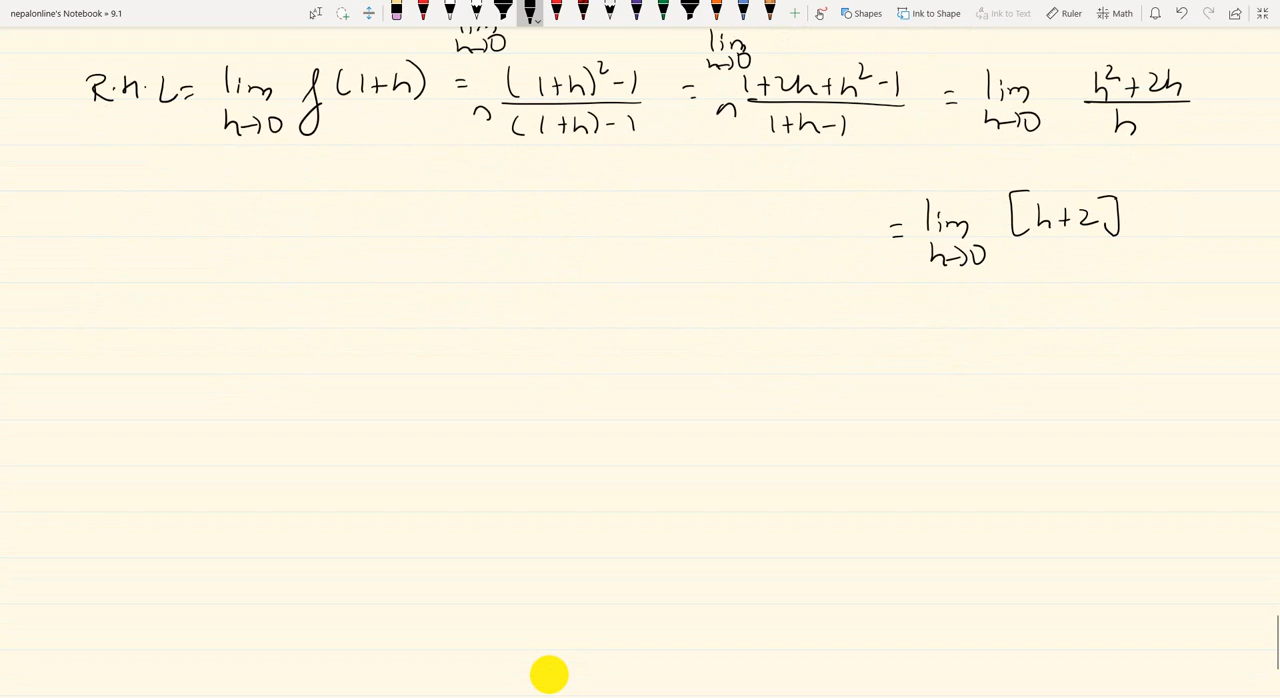 nepalonline's Notebook » 9.1 Shapes Ink to Shape Ink to Text Ruler Math
lim h→0 lim h→0
R.H.L = lim h→0 f(1+h) = ((1+h)² - 1)/((1+h) - 1) = (1+2h+h² - 1)/(1+h-1) = lim h→0 (h² + 2h)/h
= lim h→0 [h+2]